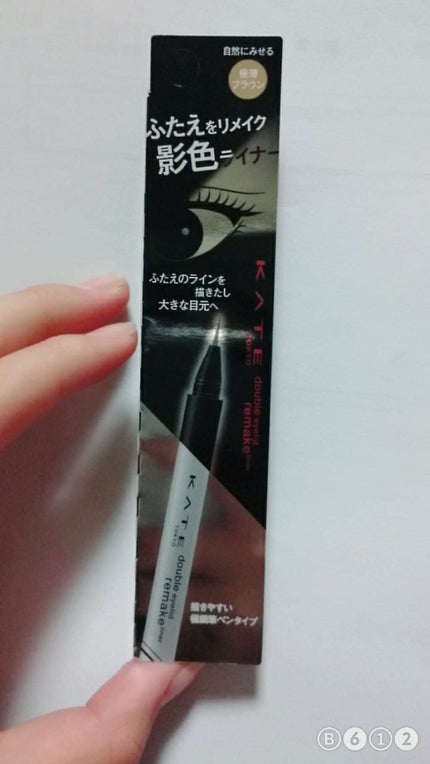 自然にみせる
極薄
ブラウン
ふたえをリメイク
影色ライナー
ふたえのラインを
描きたし
大きな目元へ
KATE
TOKYO
double eyelid
remake liner
KATE
TOKYO
double eyelid
remake liner
描きやすい
極細筆ペンタイプ
B612